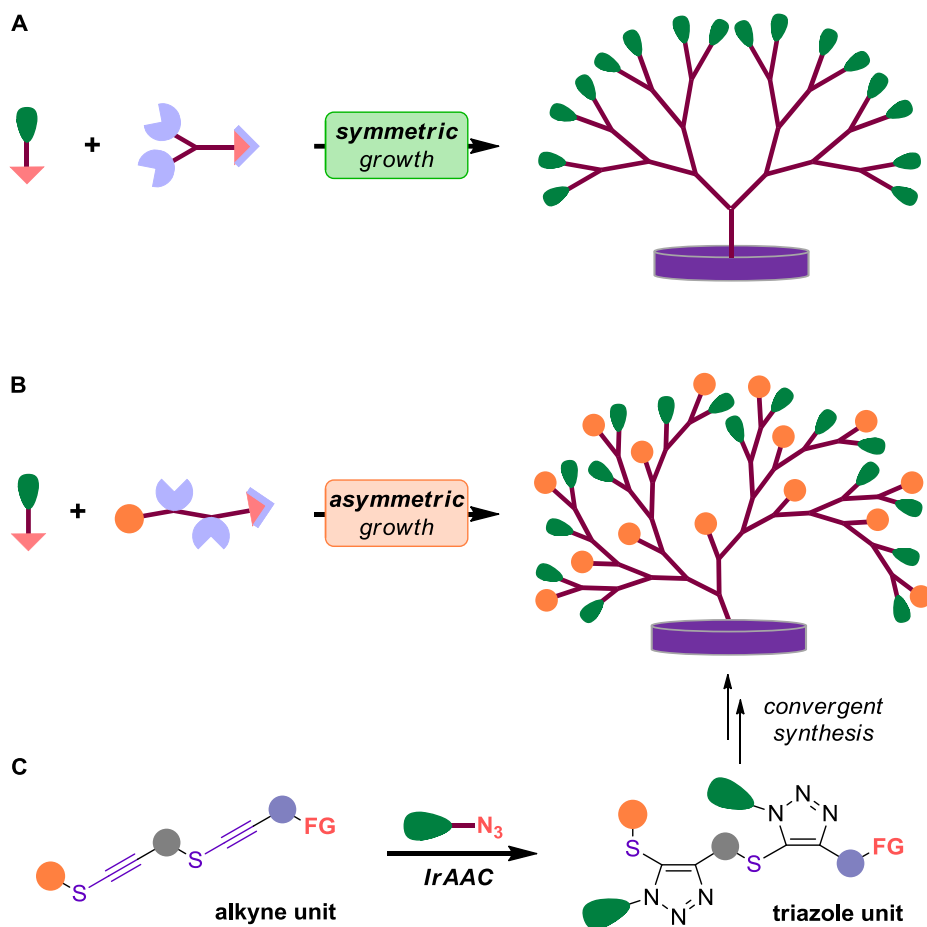 A
+
symmetric
growth
B
+
asymmetric
growth
convergent
synthesis
C
FG
S
S
N3
IrAAC
alkyne unit
N
N
N
S
S
FG
N
N
N
triazole unit